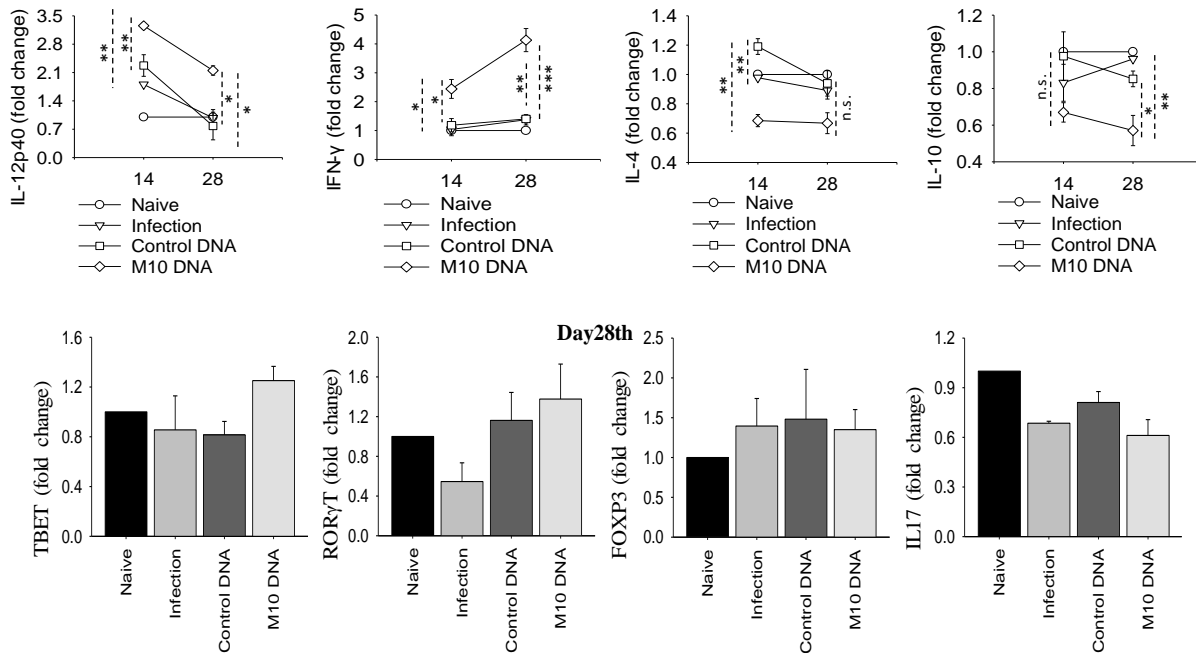 IL-12p40 (fold change)
3.5
2.8
2.1
1.4
0.7
0.0
**
**
*
*
14
28
Naive
Infection
Control DNA
M10 DNA
IFN-γ (fold change)
5
4
3
2
1
0
*
*
**
***
14
28
Naive
Infection
Control DNA
M10 DNA
IL-4 (fold change)
1.4
1.2
1.0
0.8
0.6
0.4
**
**
n.s.
14
28
Naive
Infection
Control DNA
M10 DNA
IL-10 (fold change)
1.2
1.0
0.8
0.6
0.4
n.s.
*
**
14
28
Naive
Infection
Control DNA
M10 DNA
Day28th
TBET (fold change)
1.6
1.2
0.8
0.4
0.0
Naive
Infection
Control DNA
M10 DNA
RORγT (fold change)
2.0
1.6
1.2
0.8
0.4
0.0
Naive
Infection
Control DNA
M10 DNA
FOXP3 (fold change)
2.5
2.0
1.5
1.0
0.5
0.0
Naive
Infection
Control DNA
M10 DNA
IL17 (fold change)
1.2
0.9
0.6
0.3
0.0
Naive
Infection
Control DNA
M10 DNA